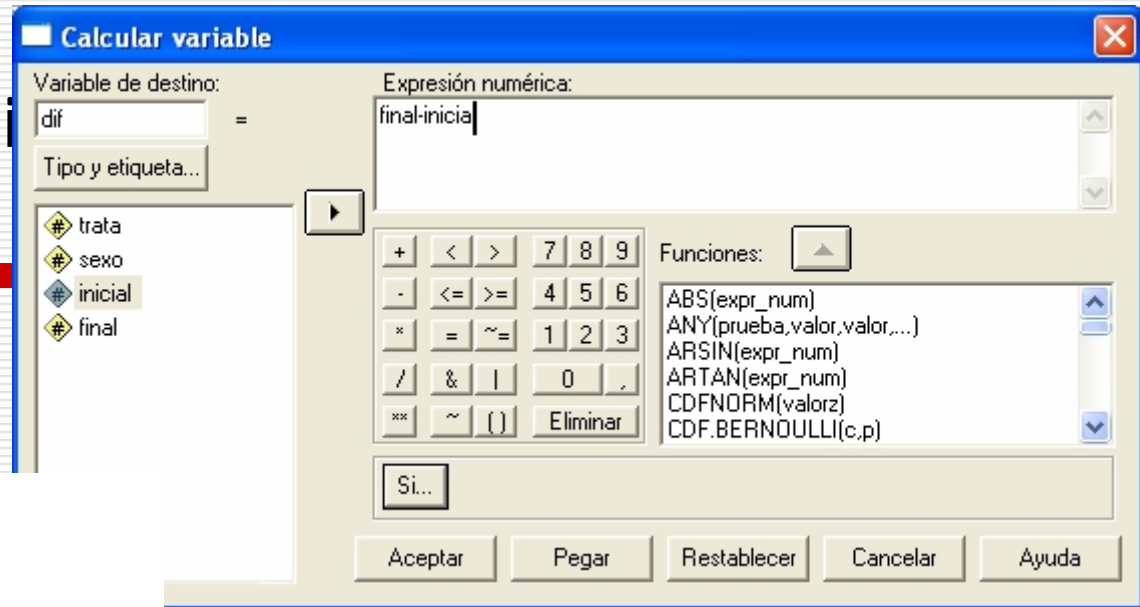 Calcular variable
Variable de destino:
dif
=
Tipo y etiqueta...
trata
sexo
inicial
final
Expresión numérica:
final-inicia
+ < > 7 8 9
- <= >= 4 5 6
* = ~= 1 2 3
/ & | 0 ,
** ~ () Eliminar
Funciones:
ABS(expr_num)
ANY(prueba,valor,valor,...)
ARSIN(expr_num)
ARTAN(expr_num)
CDFNORM(valorz)
CDF.BERNOULLI(c,p)
Si...
Aceptar Pegar Restablecer Cancelar Ayuda